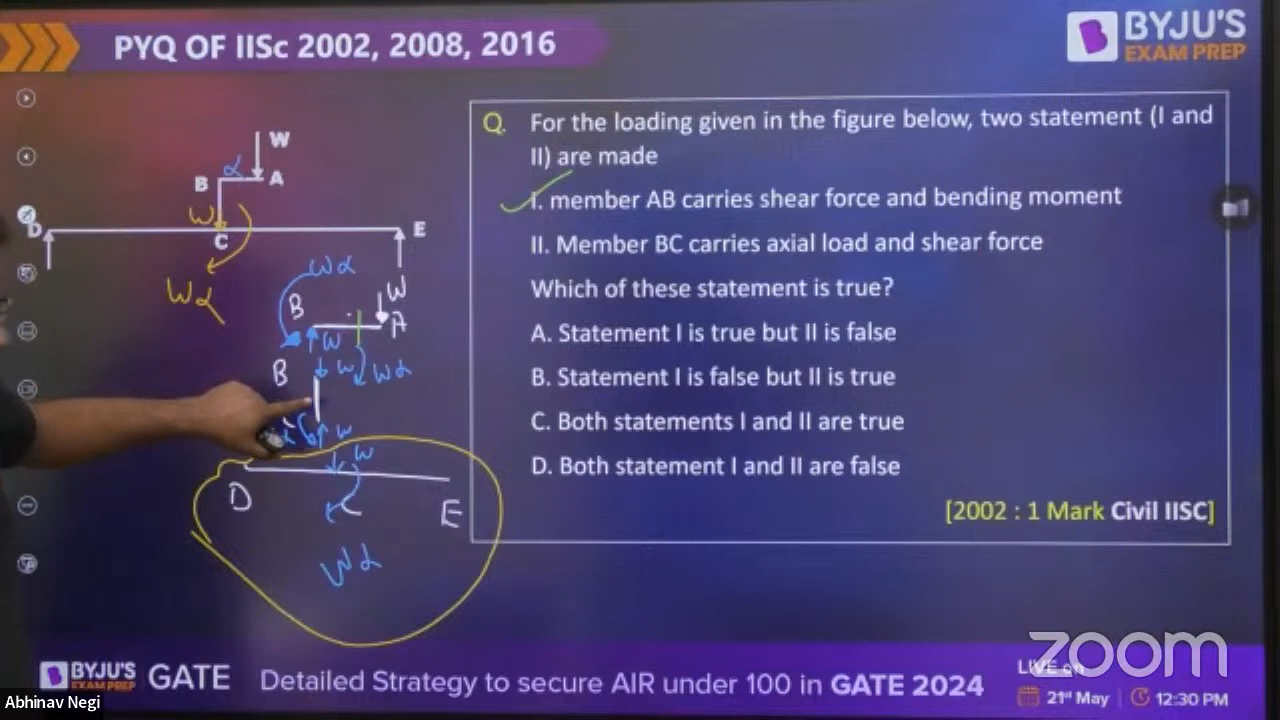 PYQ OF IISc 2002, 2008, 2016
BYJU'S
EXAM PREP
W
α
B
A
W
D
C
E
Wα
Q. For the loading given in the figure below, two statement (I and
II) are made
I. member AB carries shear force and bending moment
II. Member BC carries axial load and shear force
Which of these statement is true?
A. Statement I is true but II is false
B. Statement I is false but II is true
C. Both statements I and II are true
D. Both statement I and II are false
[2002 : 1 Mark Civil IISC]
Wα
W
B
A
W
B
W
Wα
W
W
D
E
Wα
zoom
BYJU'S
EXAM PREP
GATE
Detailed Strategy to secure AIR under 100 in GATE 2024
LIVE on
21st May
12:30 PM
Abhinav Negi